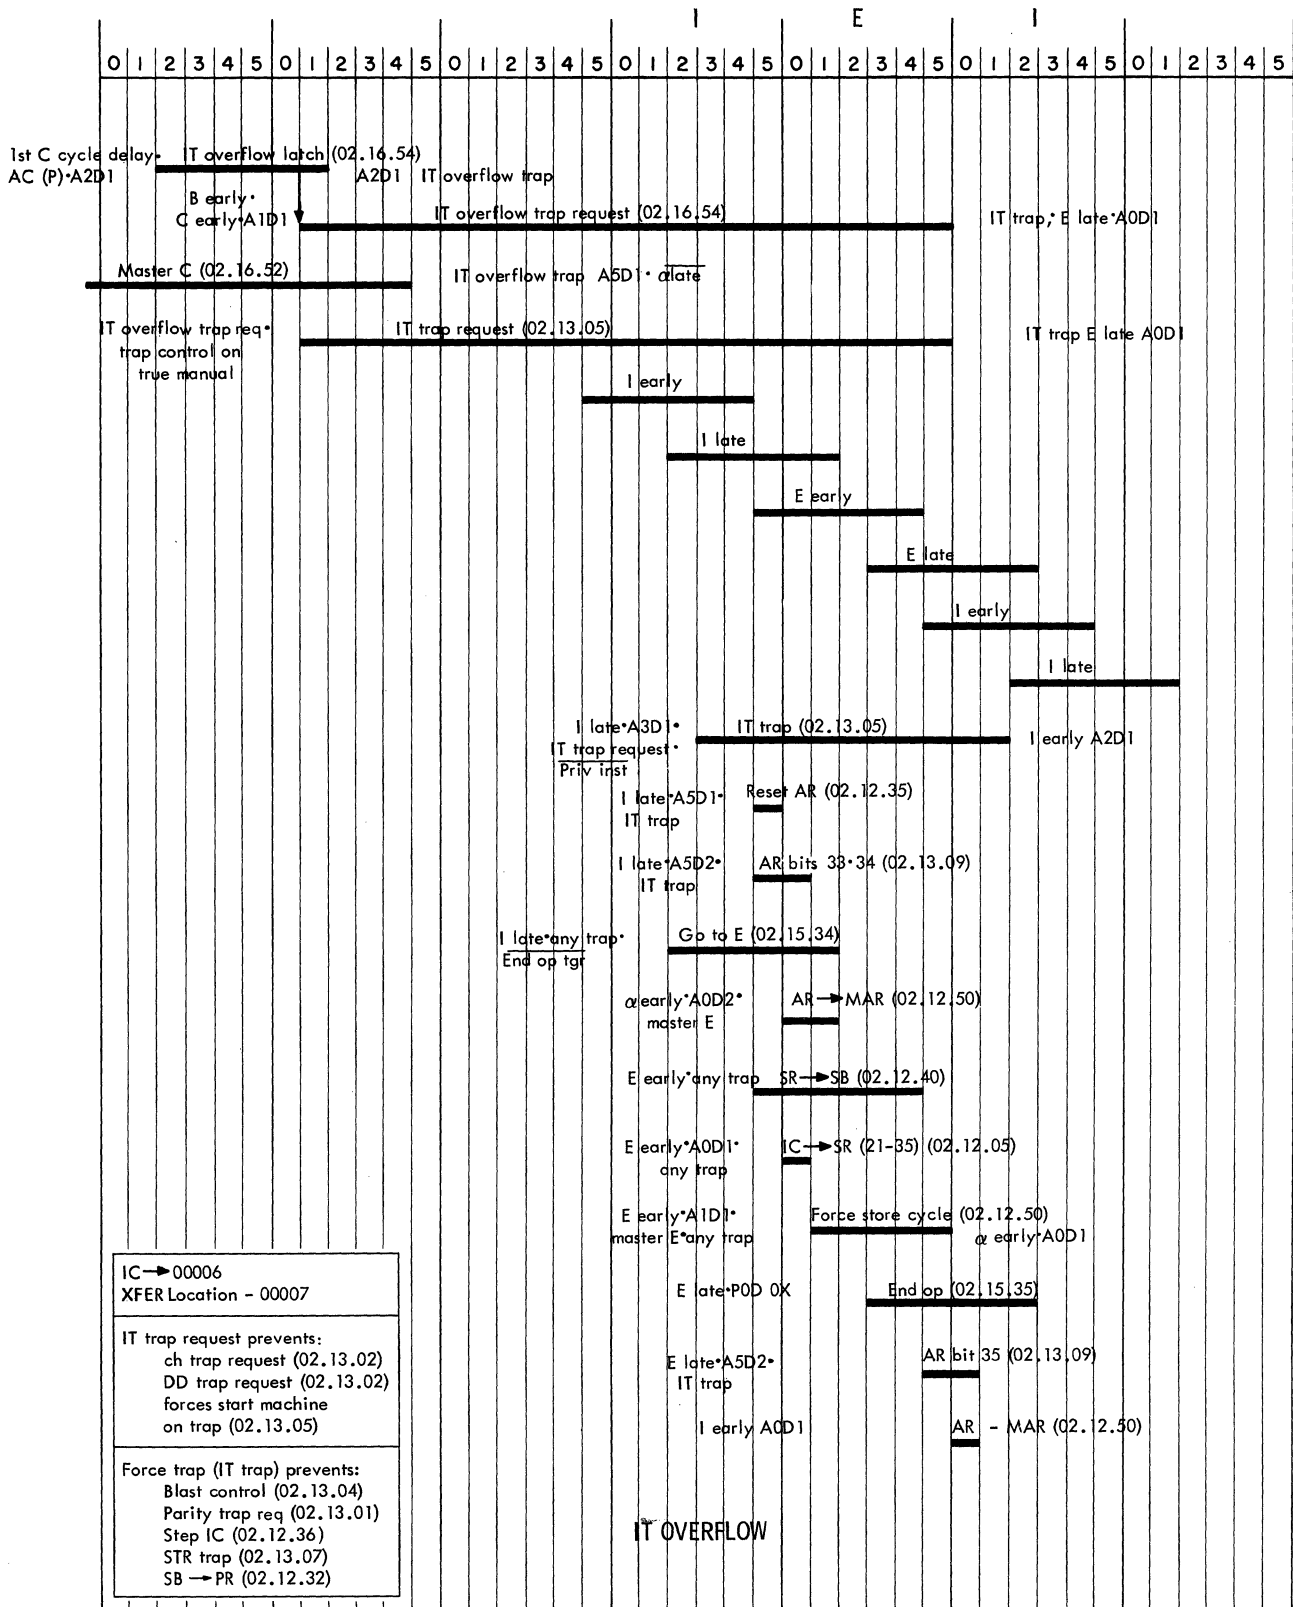 I E I
0 1 2 3 4 5 0 1 2 3 4 5 0 1 2 3 4 5 0 1 2 3 4 5 0 1 2 3 4 5 0 1 2 3 4 5 0 1 2 3 4 5
1st C cycle delay• IT overflow latch (02.16.54)
AC (P)•A2D1 A2D1 IT overflow trap
B early•
C early•A1D1 IT overflow trap request (02.16.54) IT trap,• E late•A0D1
Master C (02.16.52) IT overflow trap A5D1• α late
IT overflow trap req• IT trap request (02.13.05) IT trap E late A0D1
trap control on
true manual
I early
I late
E early
E late
I early
I late
I late•A3D1• IT trap (02.13.05) I early A2D1
IT trap request•
Priv inst
I late•A5D1• Reset AR (02.12.35)
IT trap
I late•A5D2• AR bits 33•34 (02.13.09)
IT trap
I late•any trap• Go to E (02.15.34)
End op tgr
α early•A0D2• AR→MAR (02.12.50)
master E
E early•any trap SR→SB (02.12.40)
E early•A0D1• IC→SR (21-35) (02.12.05)
any trap
E early•A1D1• Force store cycle (02.12.50)
master E•any trap α early•A0D1
E late•P0D 0X End op (02.15.35)
E late•A5D2• AR bit 35 (02.13.09)
IT trap
I early A0D1 AR - MAR (02.12.50)
IC→00006
XFER Location - 00007
IT trap request prevents:
ch trap request (02.13.02)
DD trap request (02.13.02)
forces start machine
on trap (02.13.05)
Force trap (IT trap) prevents:
Blast control (02.13.04)
Parity trap req (02.13.01)
Step IC (02.12.36)
STR trap (02.13.07)
SB→PR (02.12.32)
IT OVERFLOW